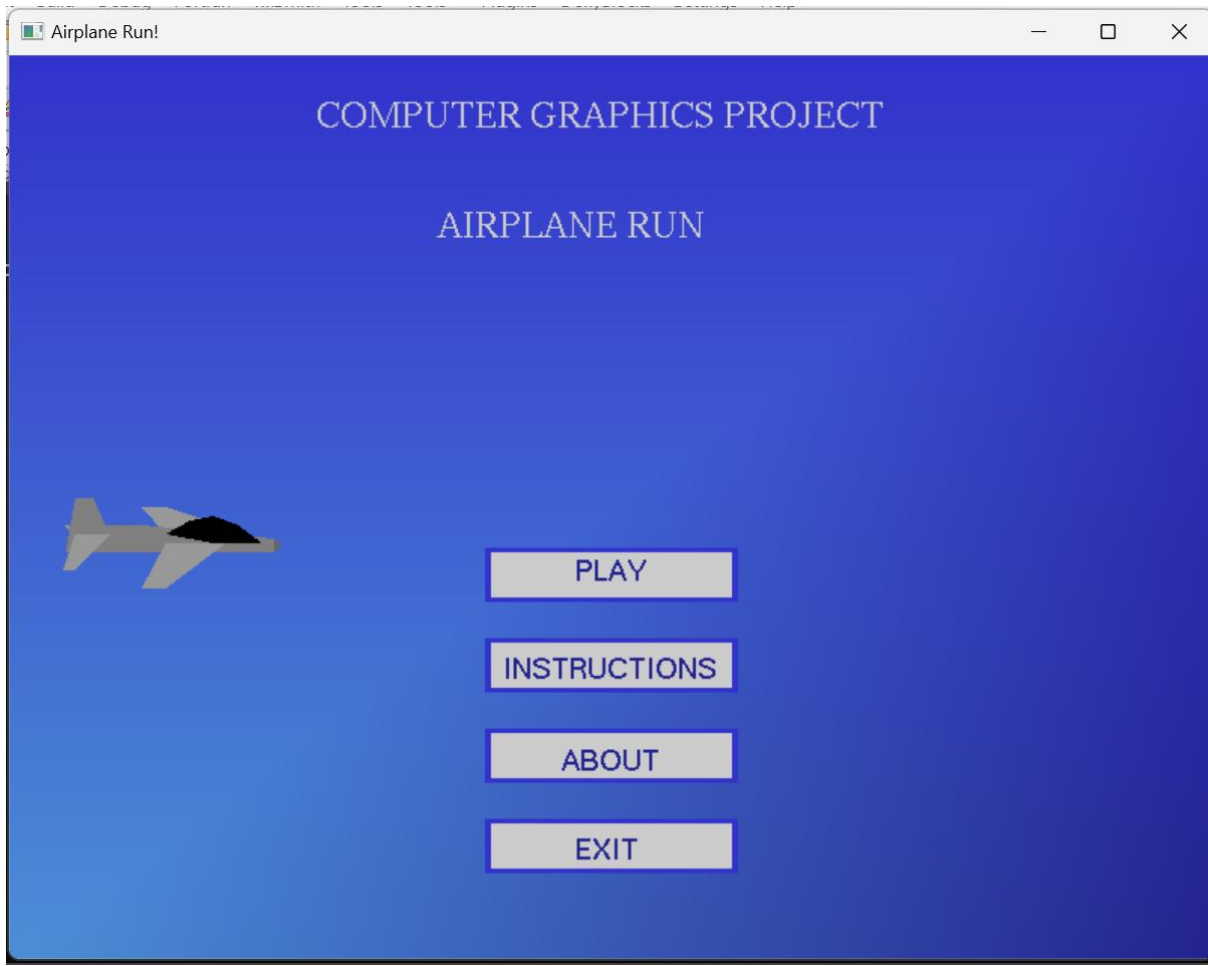 Airplane Run!
COMPUTER GRAPHICS PROJECT
AIRPLANE RUN
PLAY
INSTRUCTIONS
ABOUT
EXIT